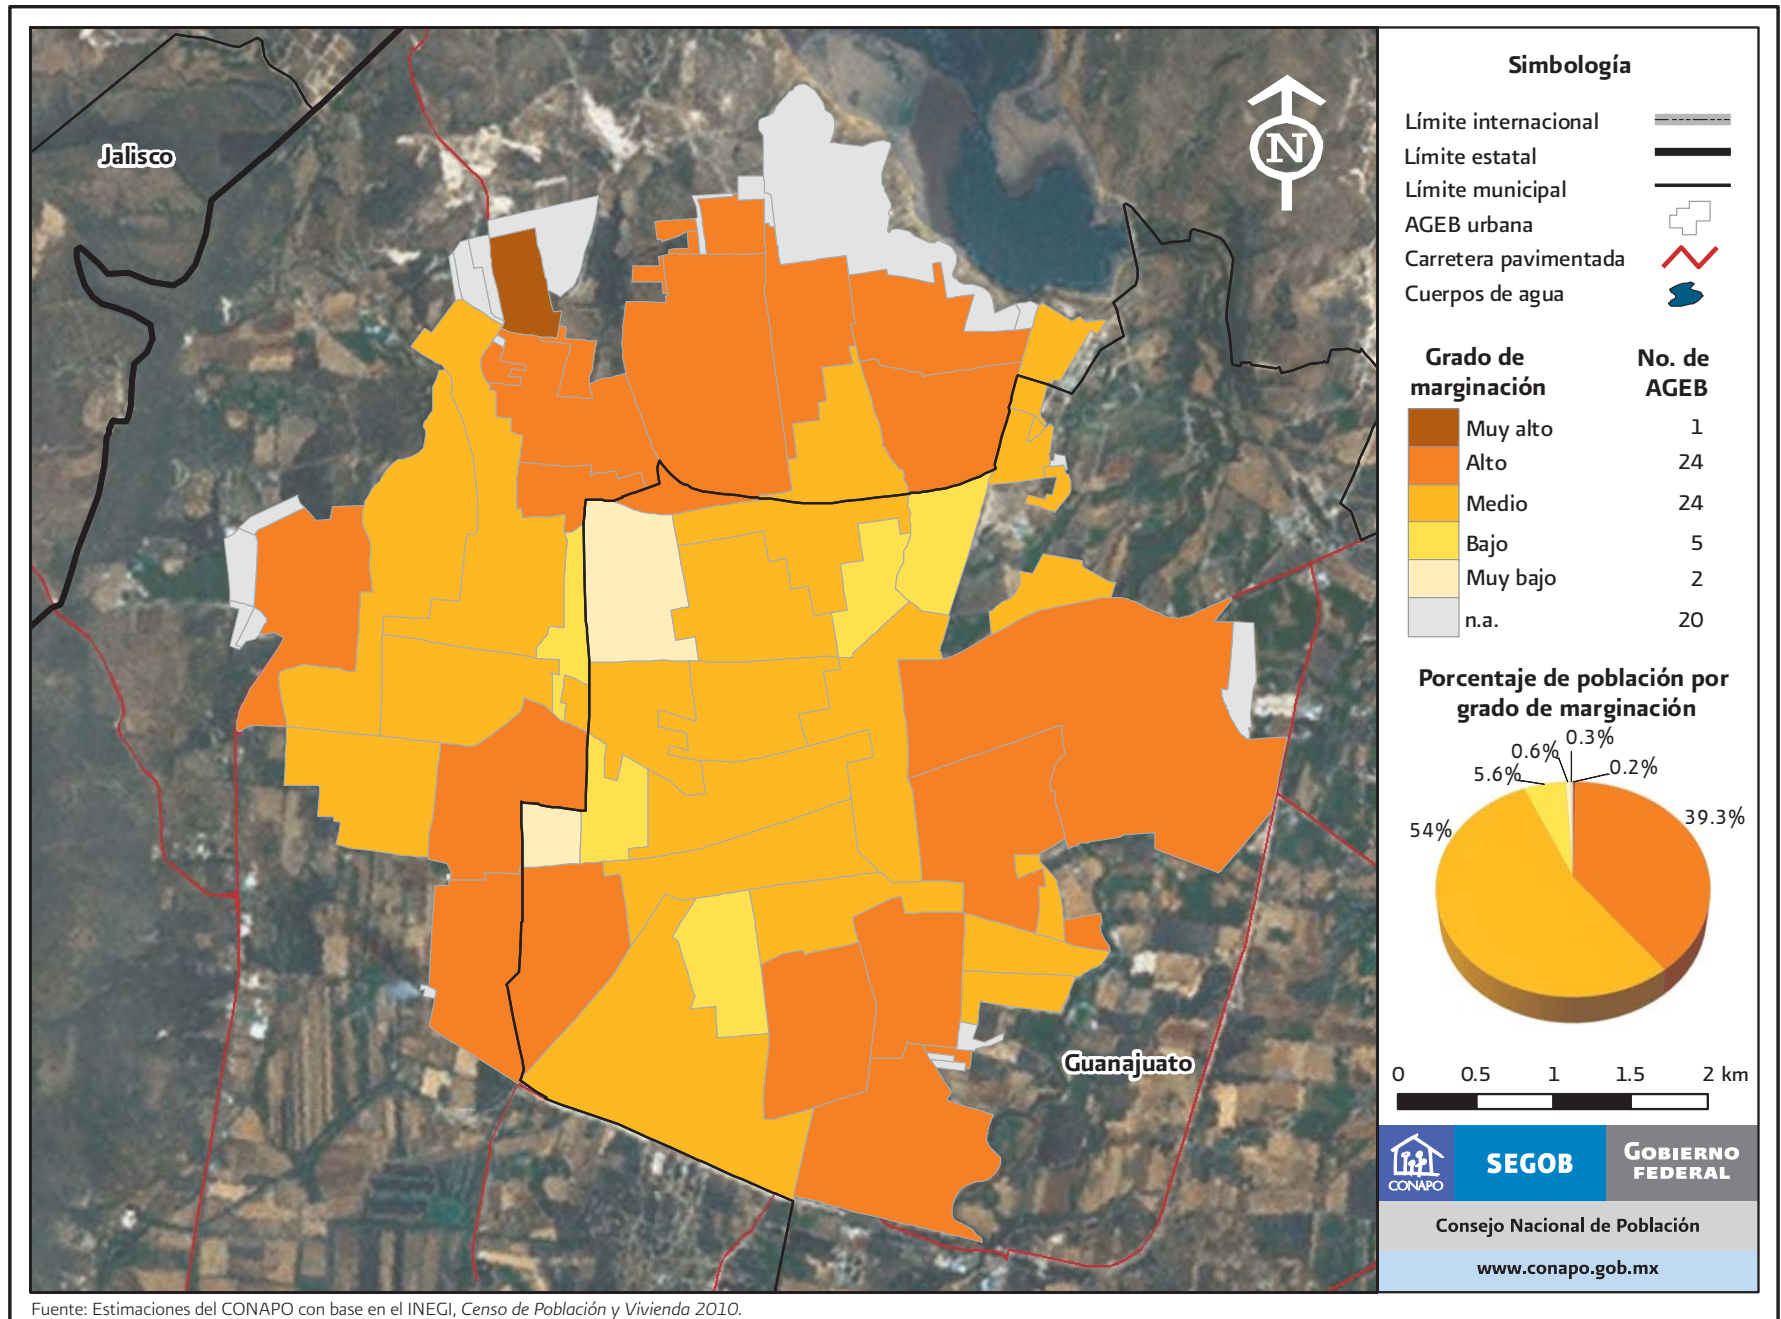 Jalisco
N
Guanajuato
Simbología
Límite internacional
Límite estatal
Límite municipal
AGEB urbana
Carretera pavimentada
Cuerpos de agua
Grado de marginación No. de AGEB
Muy alto 1
Alto 24
Medio 24
Bajo 5
Muy bajo 2
n.a. 20
Porcentaje de población por
grado de marginación
0.3%
0.6%
0.2%
5.6%
39.3%
54%
0 0.5 1 1.5 2 km
CONAPO
SEGOB
GOBIERNO
FEDERAL
Consejo Nacional de Población
www.conapo.gob.mx
Fuente: Estimaciones del CONAPO con base en el INEGI, Censo de Población y Vivienda 2010.